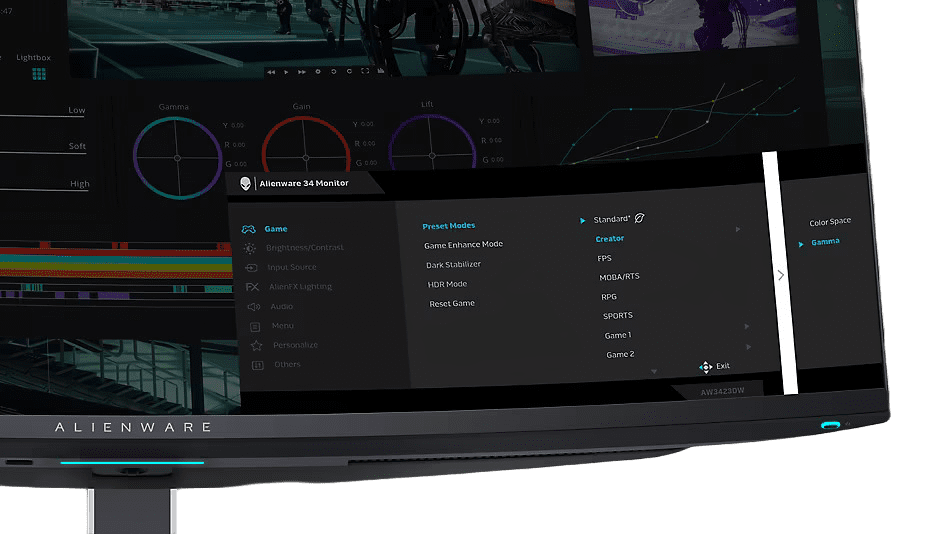 :47
Lightbox
Low
Soft
High
Gamma
Gain
Lift
Y 0.00
R 0.00
G 0.00
Y 0.00
R 0.00
G 0.00
Y 0.00
R 0.00
G 0.00
Alienware 34 Monitor
Game
Brightness/Contrast
Input Source
AlienFX Lighting
FX
Audio
Menu
Personalize
Others
Preset Modes
Game Enhance Mode
Dark Stabilizer
HDR Mode
Reset Game
Standard*
Creator
FPS
MOBA/RTS
RPG
SPORTS
Game 1
Game 2
Exit
AW3423DW
Color Space
Gamma
ALIENWARE